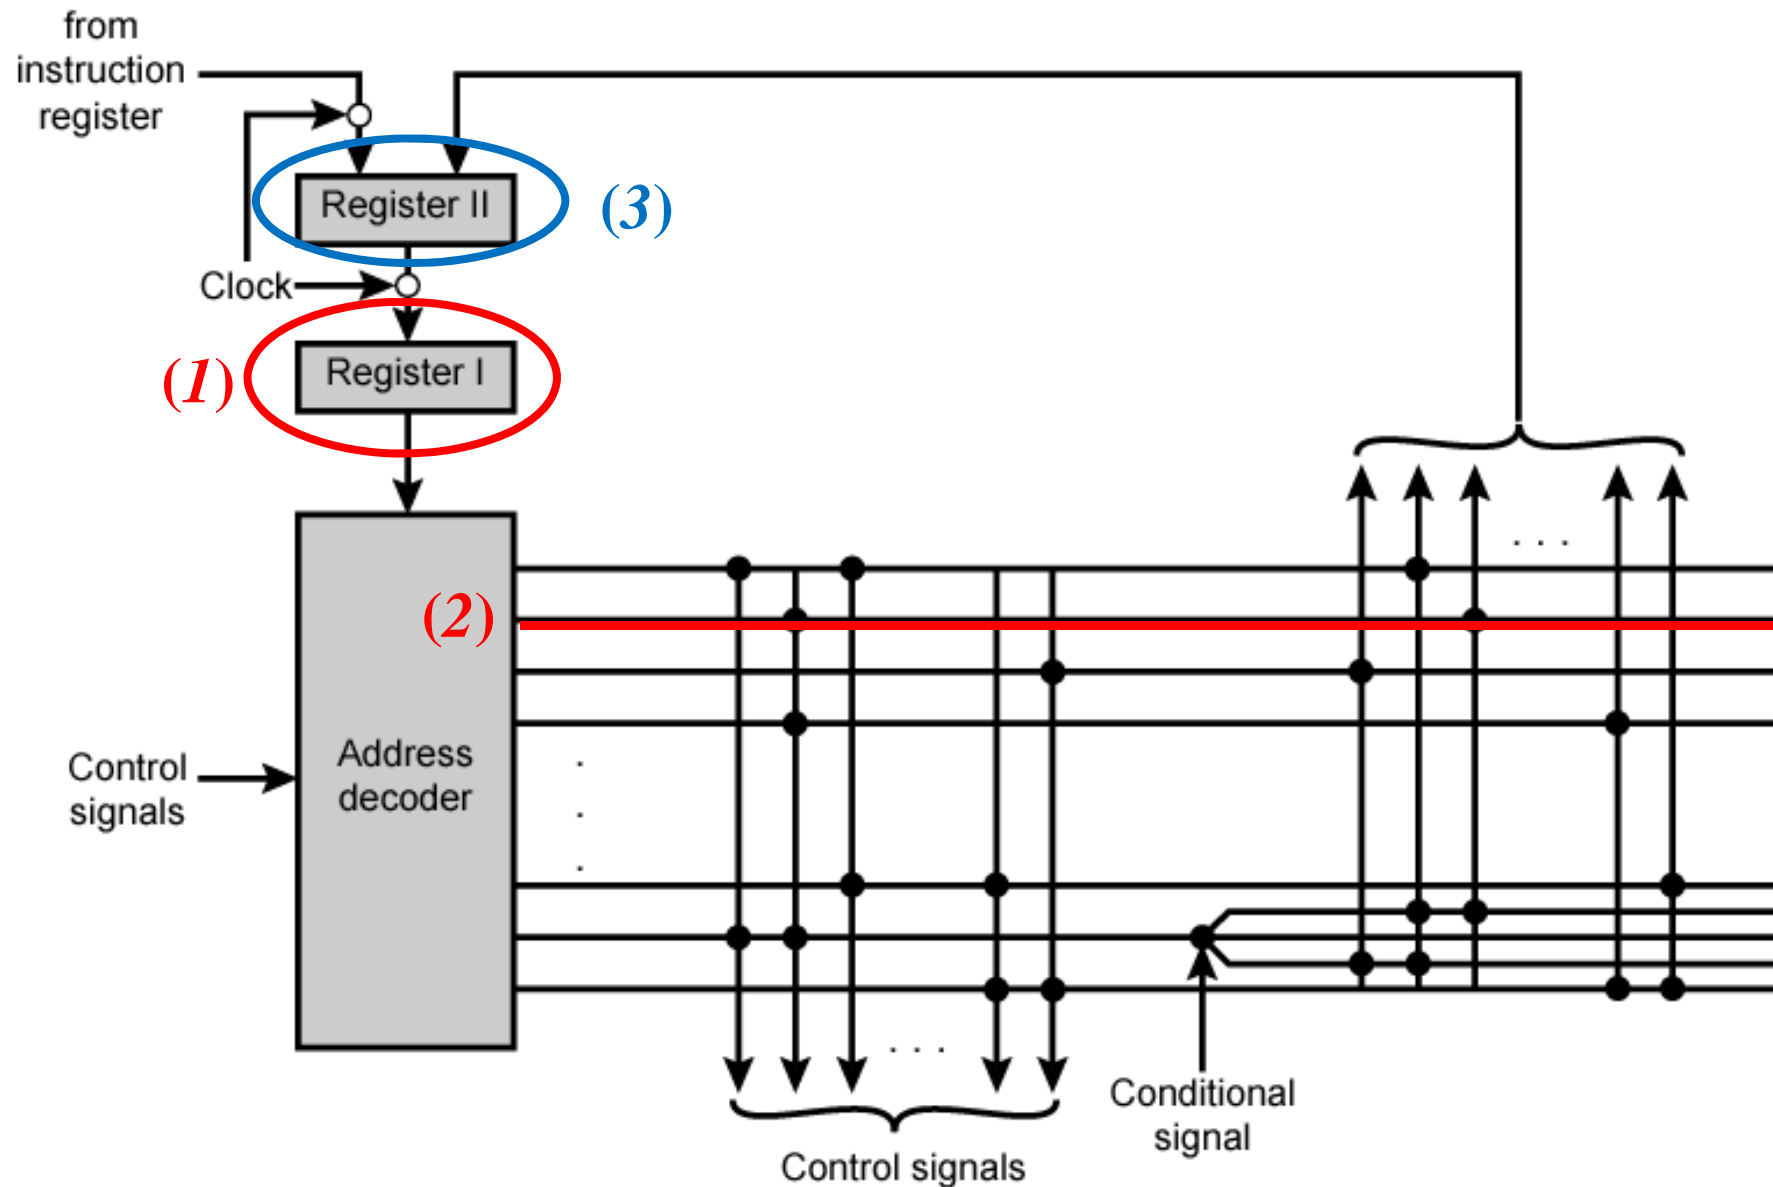 from
instruction
register
Register II
(3)
Clock
Register I
(1)
(2)
. . .
Address
decoder
Control
signals
.
.
.
. . .
Conditional
signal
Control signals